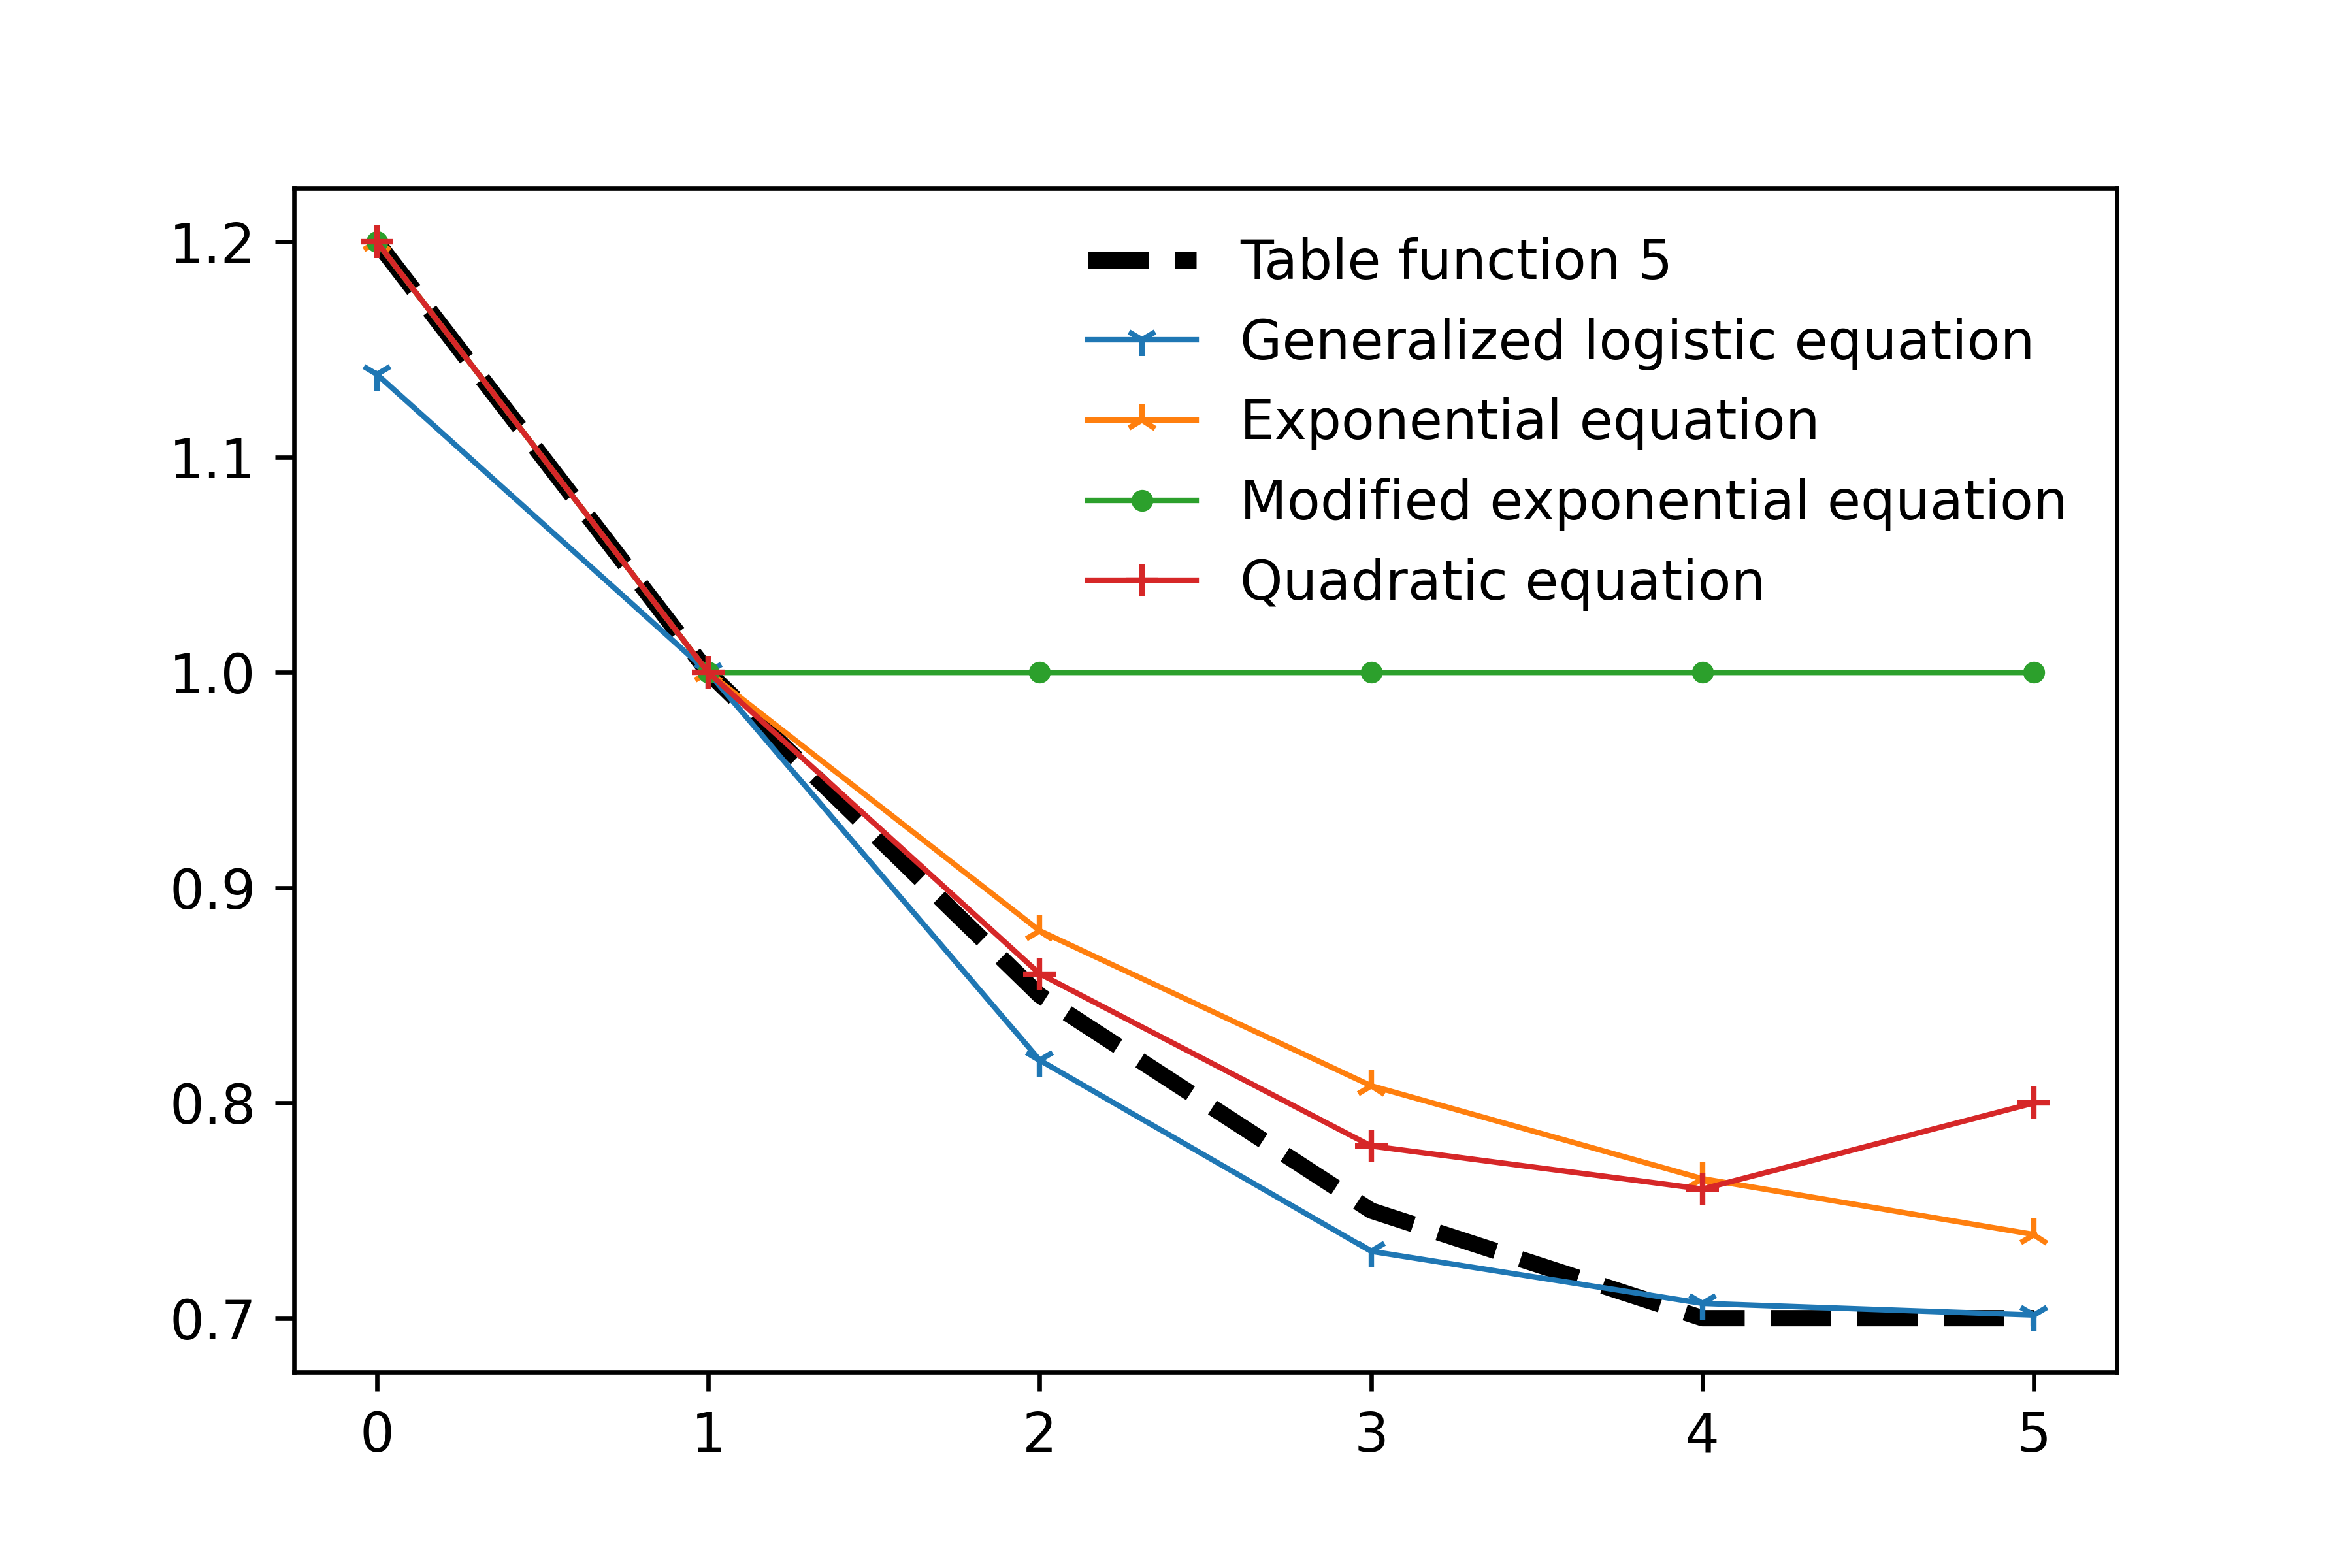 1.2
1.1
1.0
0.9
0.8
0.7
0
1
2
3
4
5
Table function 5
Generalized logistic equation
Exponential equation
Modified exponential equation
Quadratic equation